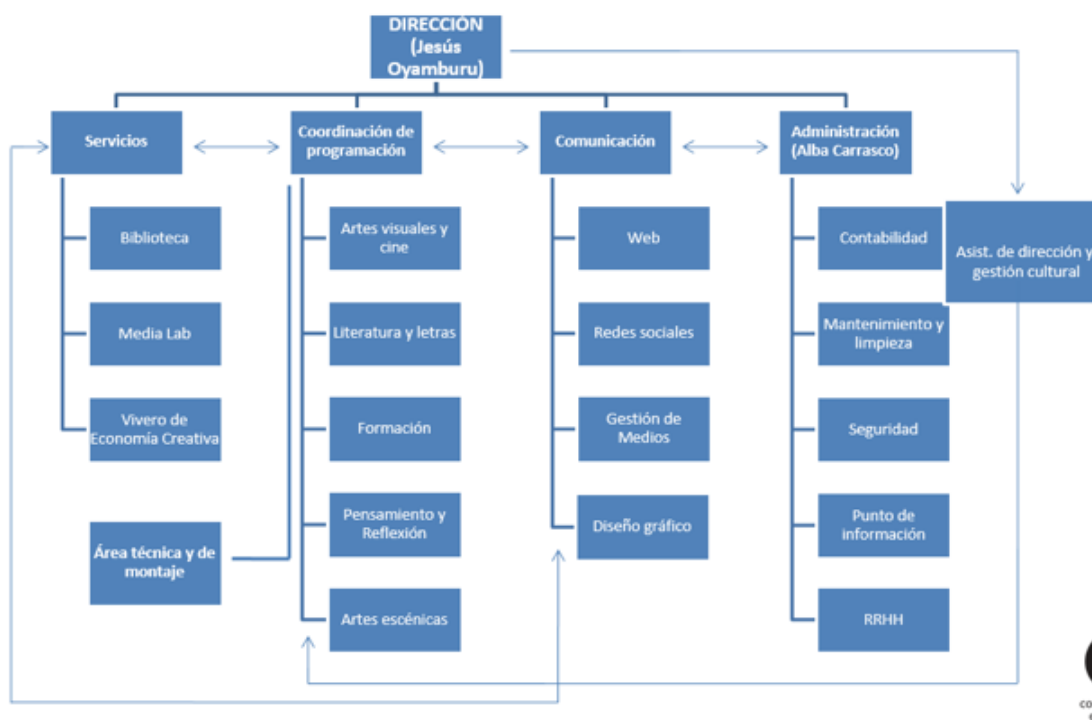 DIRECCIÓN
(Jesús
Oyamburu)
Servicios
Coordinación de
programación
Comunicación
Administración
(Alba Carrasco)
Biblioteca
Artes visuales y
cine
Web
Contabilidad
Asist. de dirección y
gestión cultural
Media Lab
Literatura y letras
Redes sociales
Mantenimiento y
limpieza
Vivero de
Economía Creativa
Formación
Gestión de
Medios
Seguridad
Área técnica y de
montaje
Pensamiento y
Reflexión
Diseño gráfico
Punto de
información
Artes escénicas
RRHH